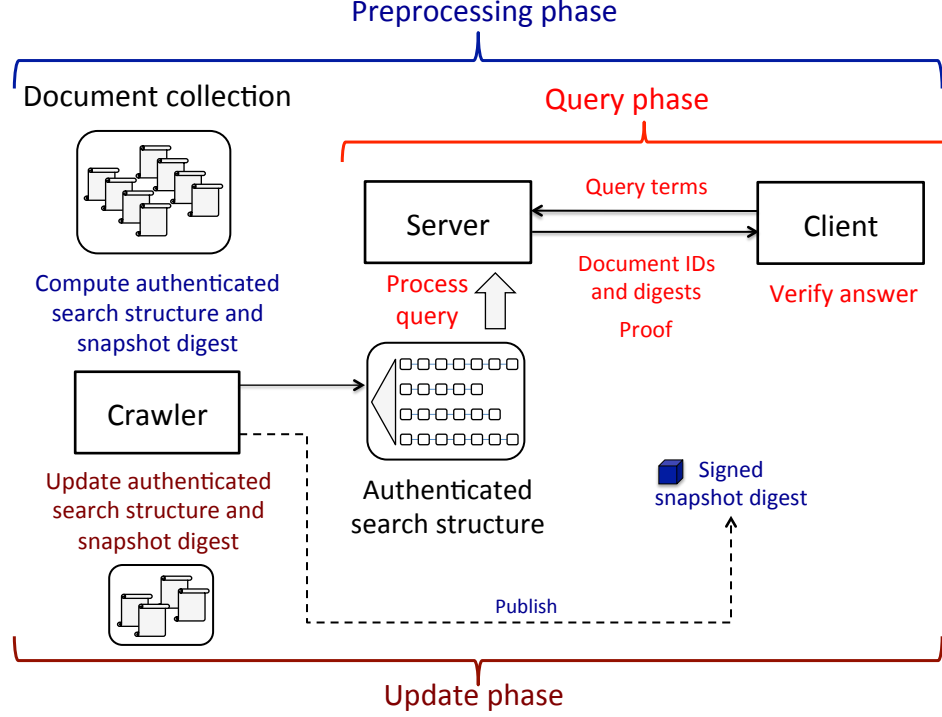 Preprocessing phase
Document collection
Query phase
Query terms
Server
Client
Document IDs
and digests
Proof
Process
query
Verify answer
Compute authenticated
search structure and
snapshot digest
Crawler
Update authenticated
search structure and
snapshot digest
Authenticated
search structure
Signed
snapshot digest
Publish
Update phase